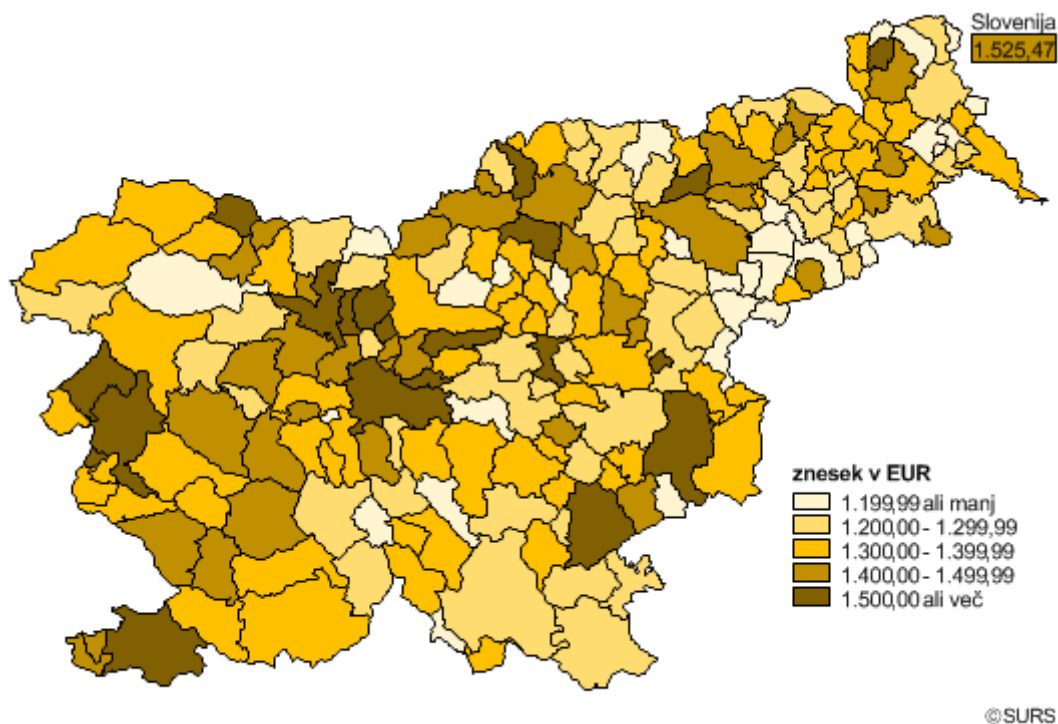 Slovenija
1.525,47
znesek v EUR
1.199,99 ali manj
1.200,00 - 1.299,99
1.300,00 - 1.399,99
1.400,00 - 1.499,99
1.500,00 ali več
©SURS